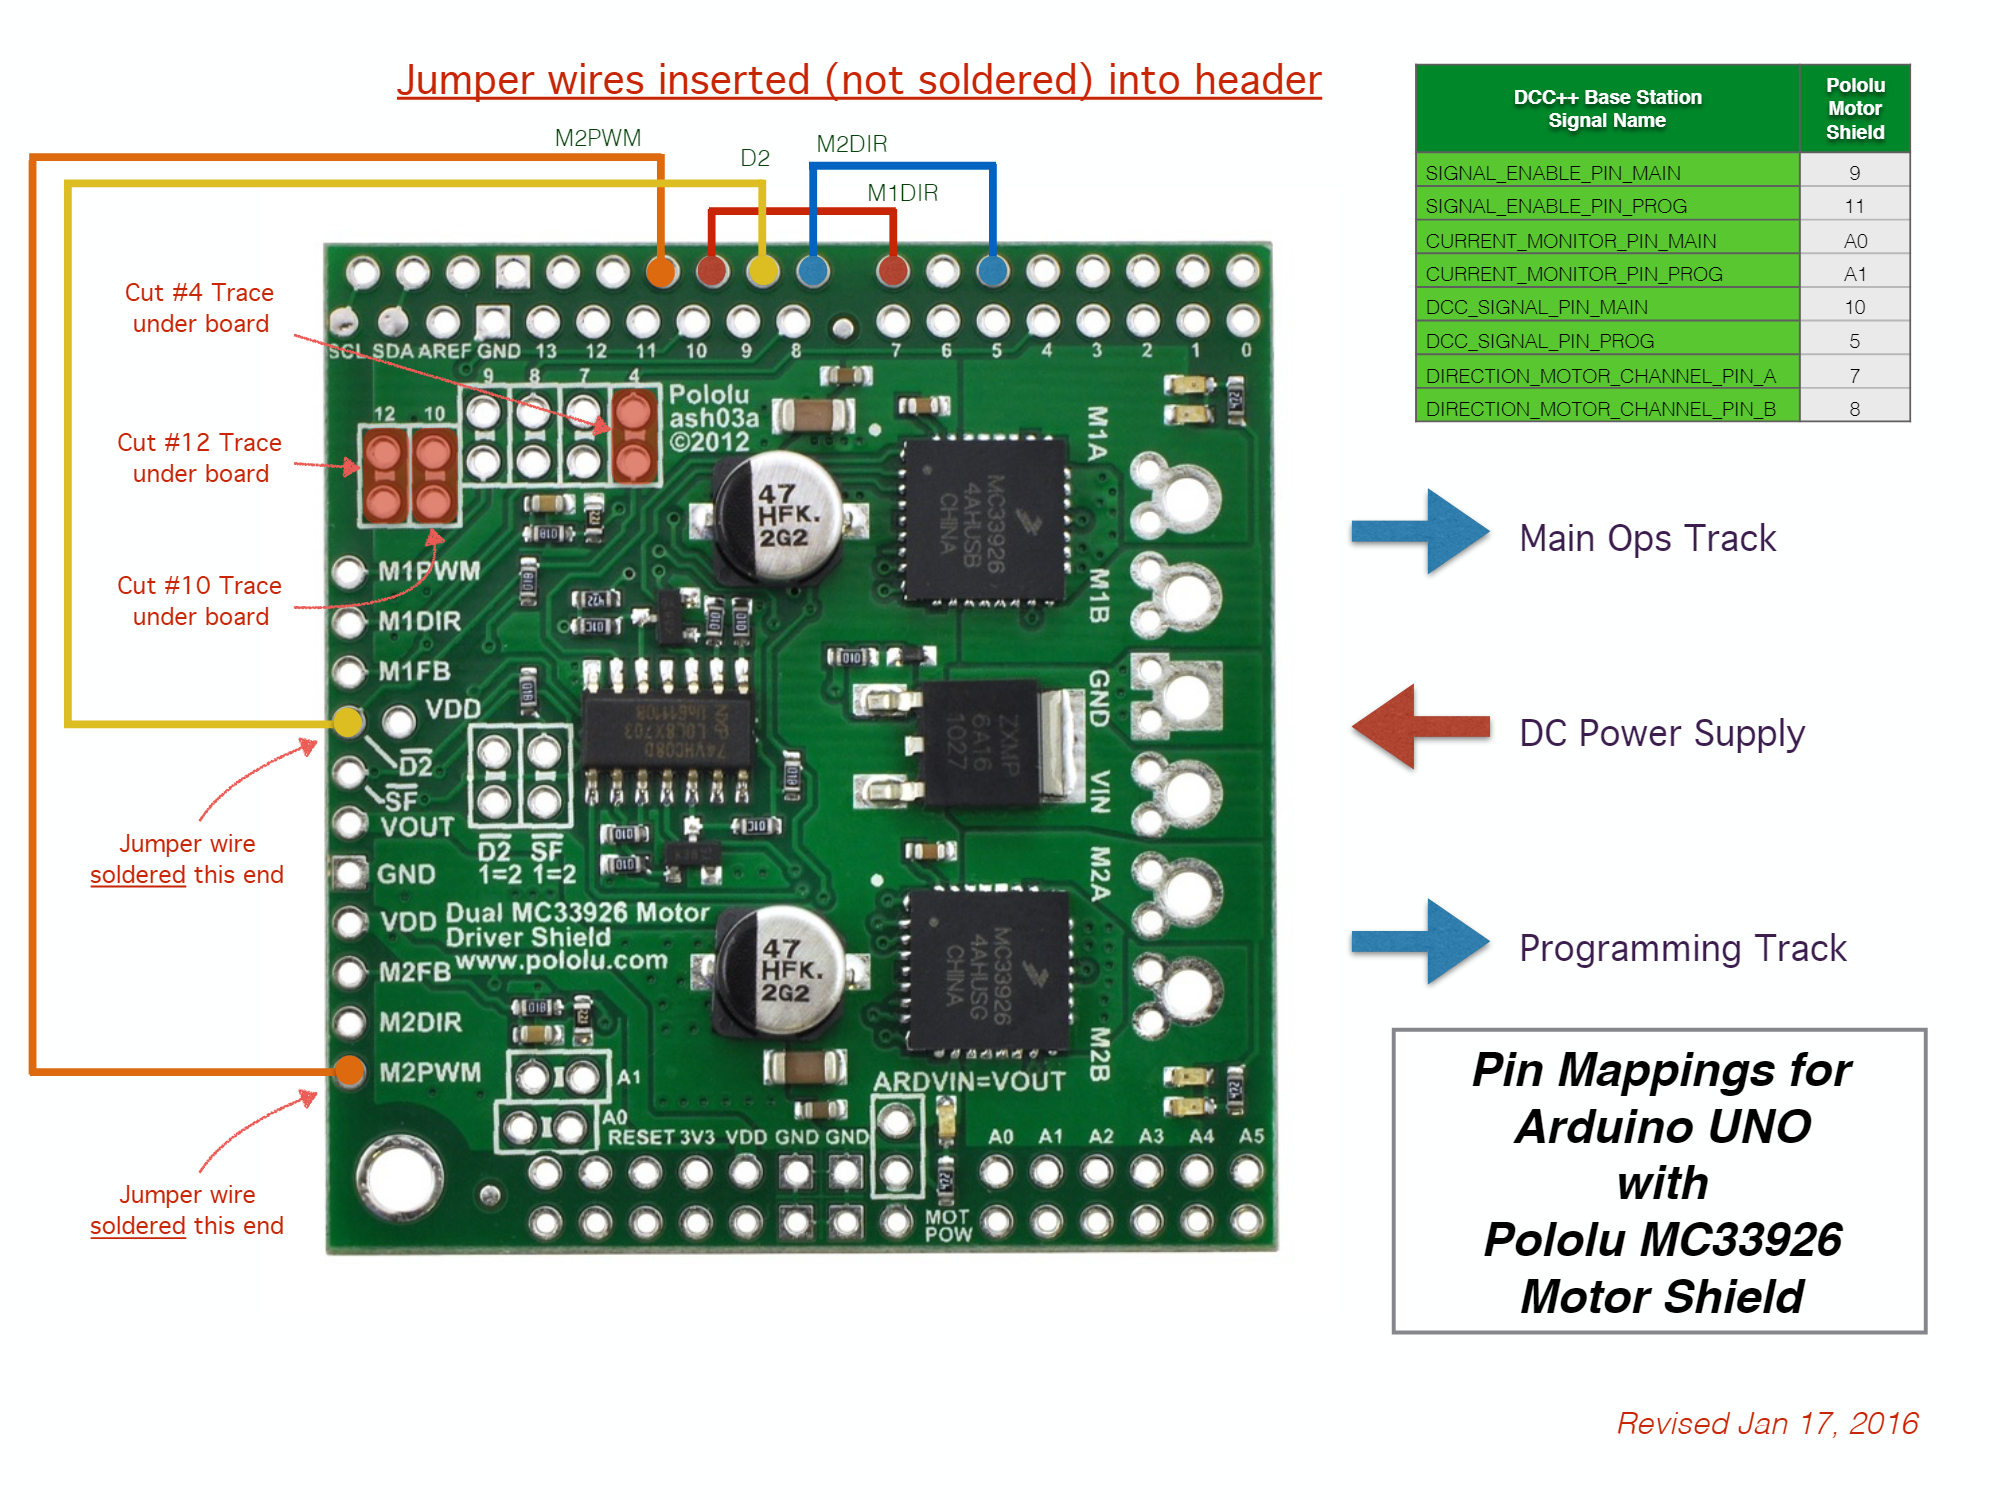 Jumper wires inserted (not soldered) into header
M2PWM
D2
M2DIR
M1DIR
DCC++ Base Station
Signal Name
Pololu
Motor
Shield
SIGNAL_ENABLE_PIN_MAIN 9
SIGNAL_ENABLE_PIN_PROG 11
CURRENT_MONITOR_PIN_MAIN A0
CURRENT_MONITOR_PIN_PROG A1
DCC_SIGNAL_PIN_MAIN 10
DCC_SIGNAL_PIN_PROG 5
DIRECTION_MOTOR_CHANNEL_PIN_A 7
DIRECTION_MOTOR_CHANNEL_PIN_B 8
Cut #4 Trace
under board
Cut #12 Trace
under board
Cut #10 Trace
under board
Jumper wire
soldered this end
Jumper wire
soldered this end
SCL SDA AREF GND 13 12 11 10 9 8 7 6 5 4 3 2 1 0
9 8 7 4
12 10
Pololu
ash03a
©2012
47
HFK.
2G2
MC33926
4AHUSB
CHINA
M1A
M1B
GND
VIN
M2A
M2B
M1PWM
M1DIR
M1FB
VDD
D2
SF
VOUT
GND
VDD
M2FB
M2DIR
M2PWM
D2 SF
1=2 1=2
74VHC08D
ZXMP
6A16
1027
Dual MC33926 Motor
Driver Shield
www.pololu.com
47
HFK.
2G2
MC33926
4AHUSG
CHINA
A1
A0
ARDVIN=VOUT
RESET 3V3 VDD GND GND
A0 A1 A2 A3 A4 A5
MOT
POW
Main Ops Track
DC Power Supply
Programming Track
Pin Mappings for
Arduino UNO
with
Pololu MC33926
Motor Shield
Revised Jan 17, 2016